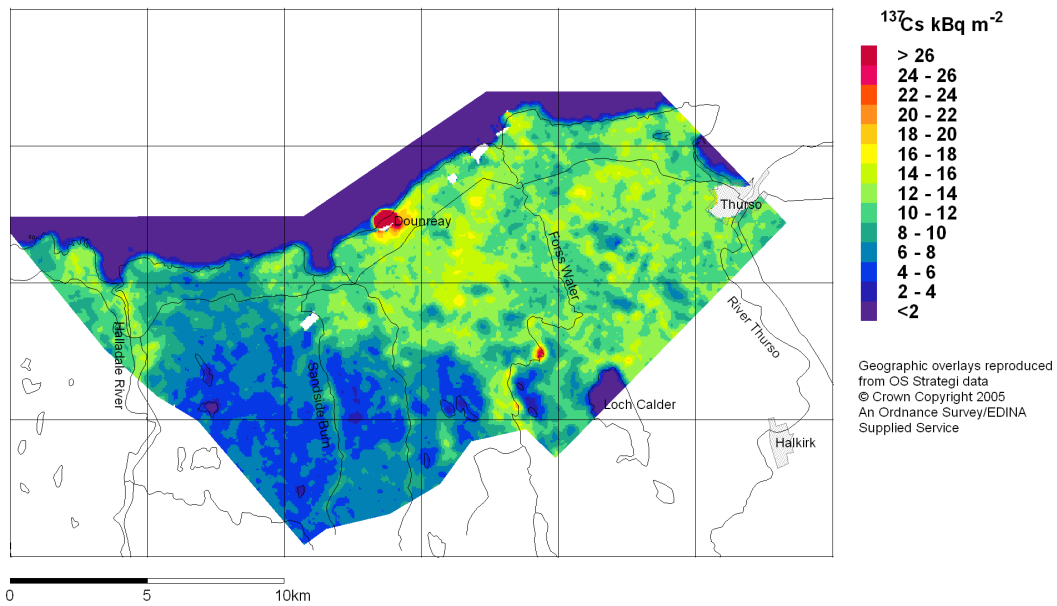 137Cs kBq m-2
> 26
24 - 26
22 - 24
20 - 22
18 - 20
16 - 18
14 - 16
12 - 14
10 - 12
8 - 10
6 - 8
4 - 6
2 - 4
<2
Thurso
Dounreay
Forss Water
River Thurso
Halladale River
Sandside Burn
Loch Calder
Halkirk
Geographic overlays reproduced
from OS Strategi data
© Crown Copyright 2005
An Ordnance Survey/EDINA
Supplied Service
0 5 10km